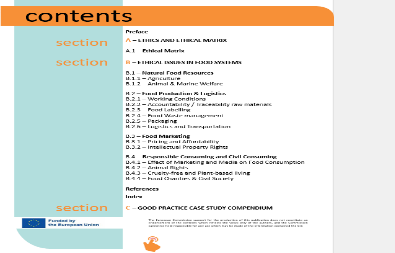 contents
Preface
section
A – ETHICS AND ETHICAL MATRIX
A.1 Ethical Matrix
section
B – ETHICAL ISSUES IN FOOD SYSTEMS
B.1 – Natural Food Resources
B.1.1 – Agriculture
B.1.2 – Animal & Marine Welfare
B.2 – Food Production & Logistics
B.2.1 – Working Conditions
B.2.2 – Accountability / Traceability raw materials
B.2.3 – Food Labelling
B.2.4 – Food Waste management
B.2.5 – Packaging
B.2.6 – Logistics and Transportation
B.3 – Food Marketing
B.3.1 – Pricing and Affordability
B.3.2 – Intellectual Property Rights
B.4 – Responsible Consuming and Civil Consuming
B.4.1 – Effect of Marketing and Media on Food Consumption
B.4.2 – Animal Rights
B.4.3 – Cruelty-free and Plant-based living
B.4.4 – Food Charities & Civil Society
References
Index
section
C – GOOD PRACTICE CASE STUDY COMPENDIUM
Funded by
the European Union